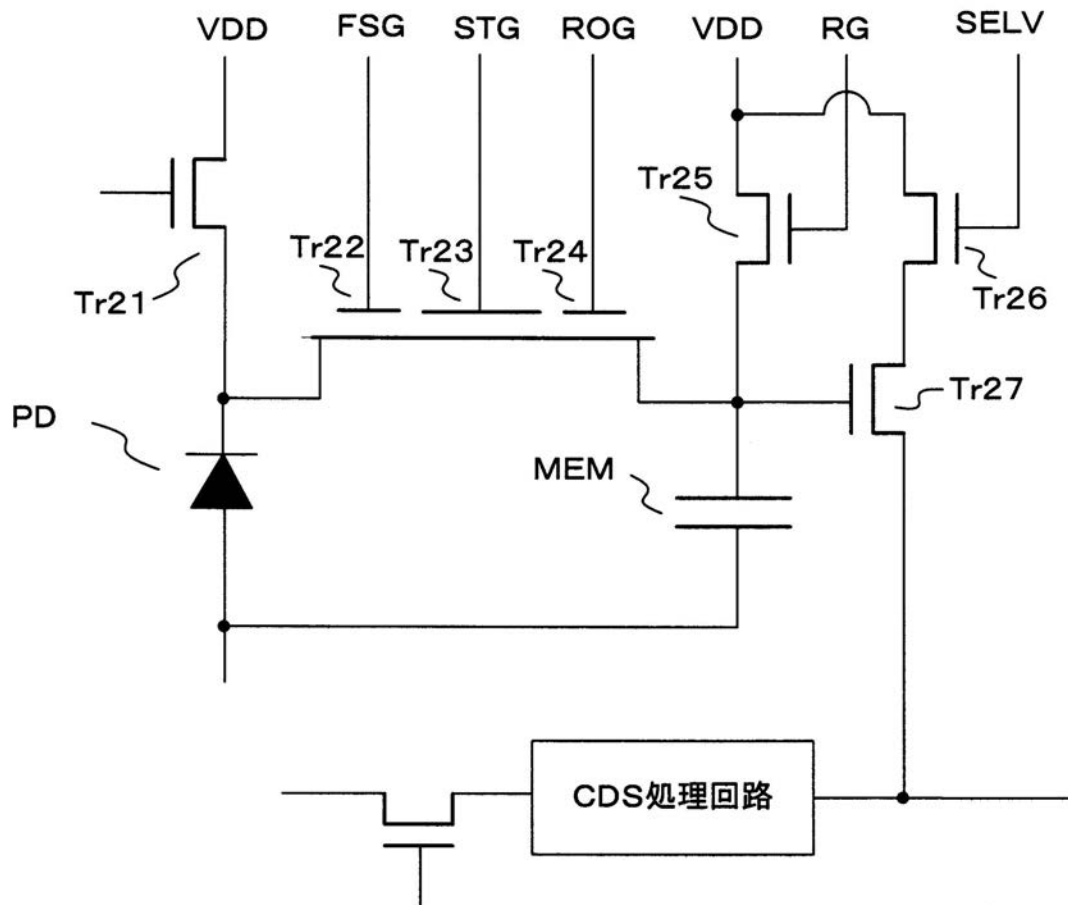 VDD
FSG
STG
ROG
VDD
RG
SELV
Tr25
Tr22
Tr23
Tr24
Tr21
Tr26
Tr27
PD
MEM
CDS処理回路